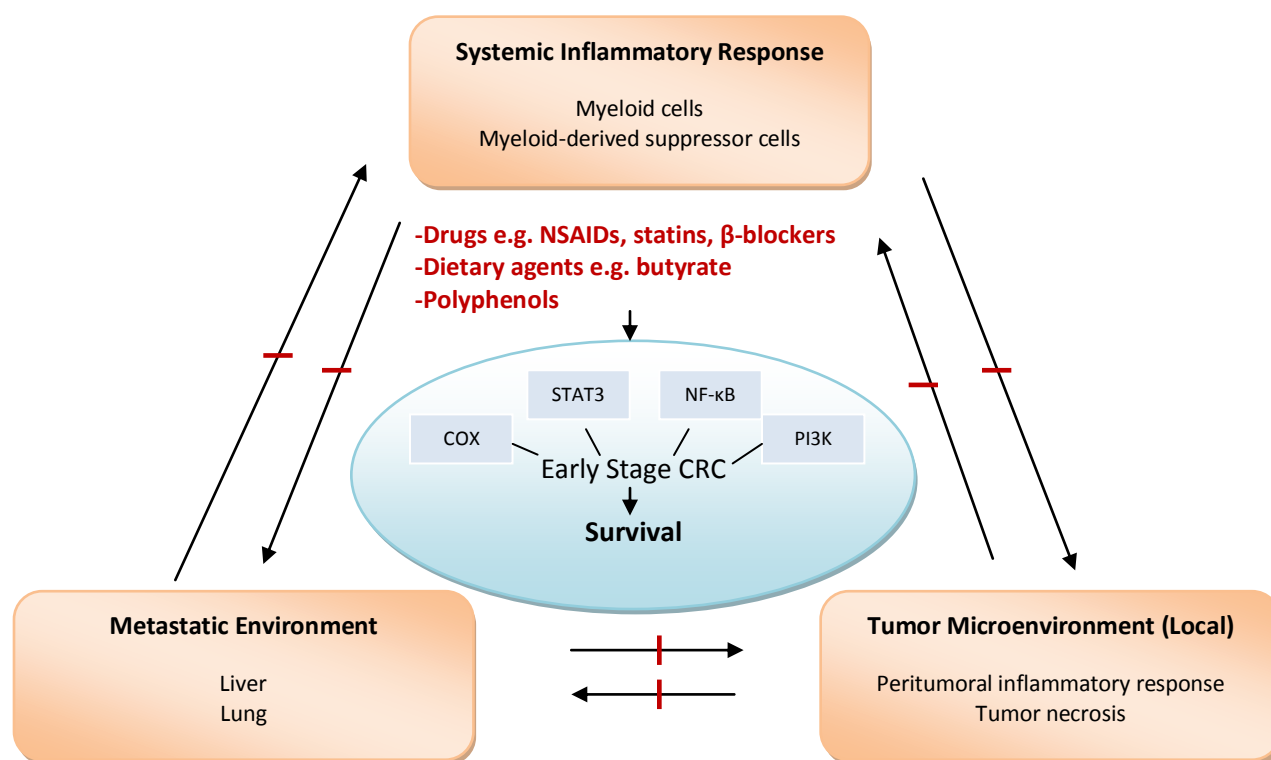 Systemic Inflammatory Response
Myeloid cells
Myeloid-derived suppressor cells
-Drugs e.g. NSAIDs, statins, β-blockers
-Dietary agents e.g. butyrate
-Polyphenols
STAT3
NF-κB
COX
PI3K
Early Stage CRC
Survival
Metastatic Environment
Liver
Lung
Tumor Microenvironment (Local)
Peritumoral inflammatory response
Tumor necrosis